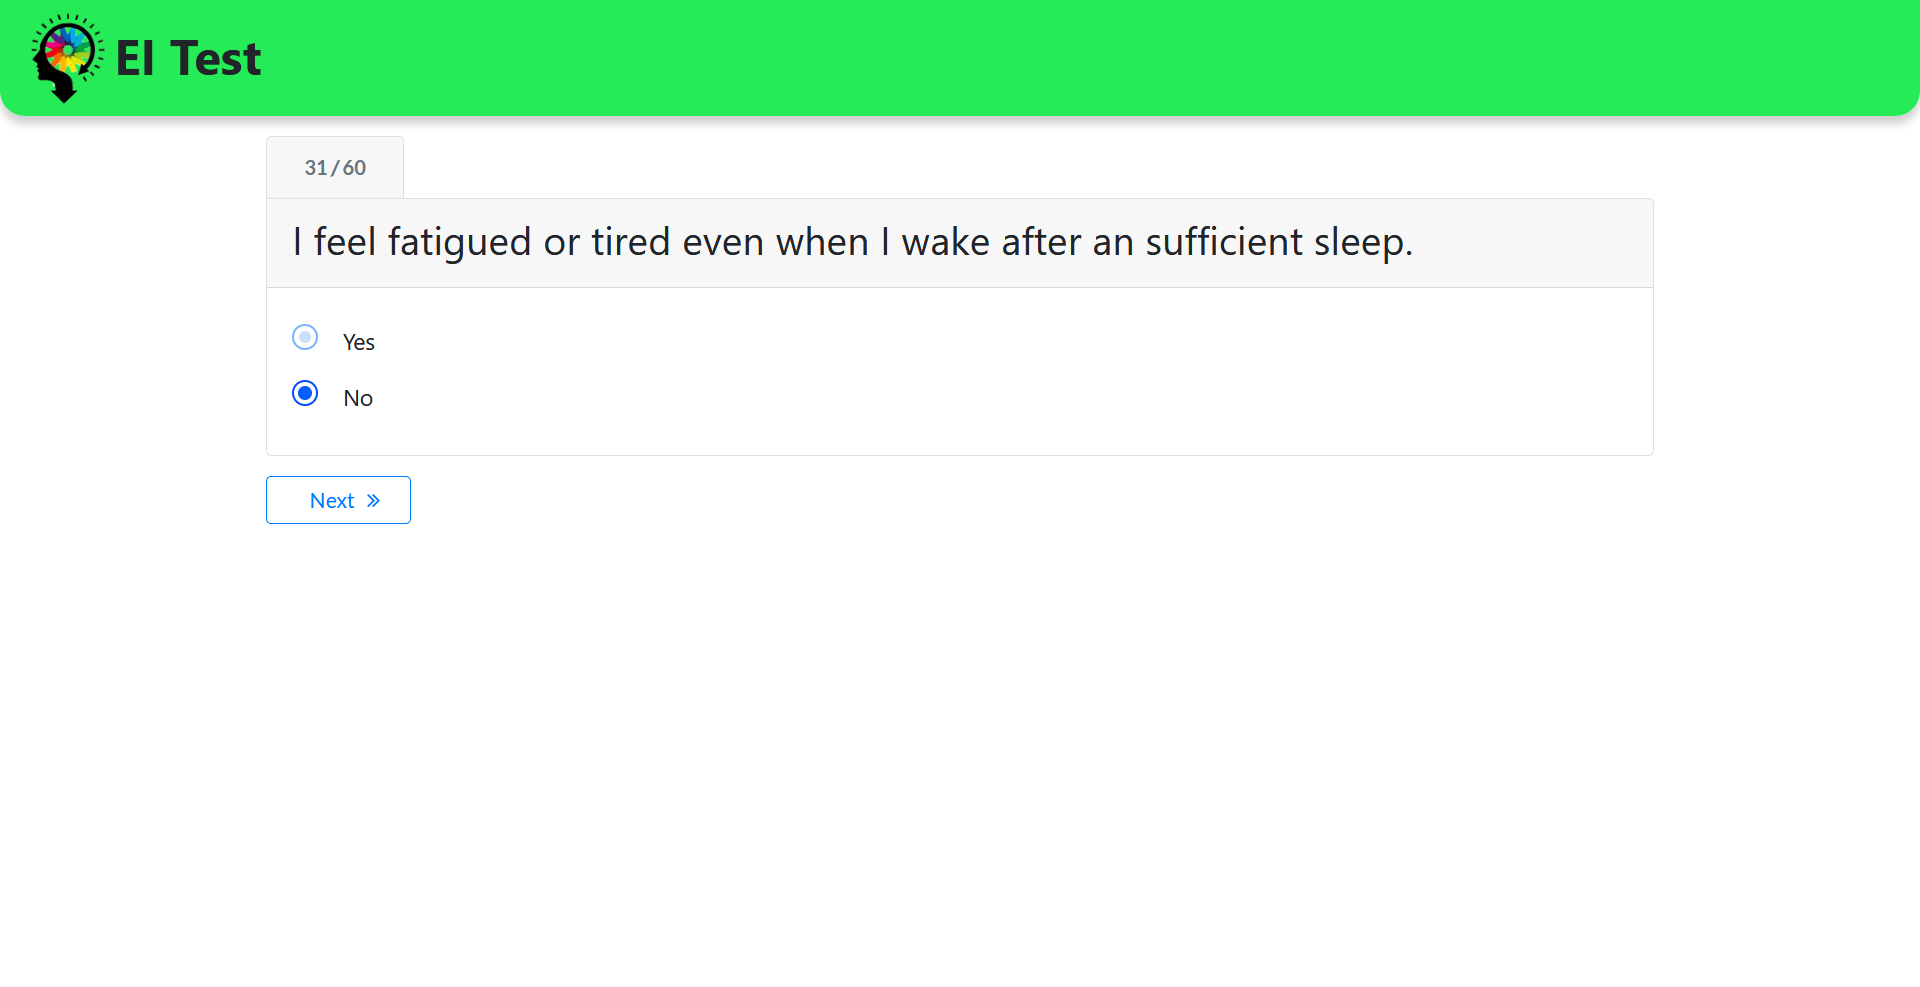 EI Test
31/60
I feel fatigued or tired even when I wake after an sufficient sleep.
Yes
No
Next »